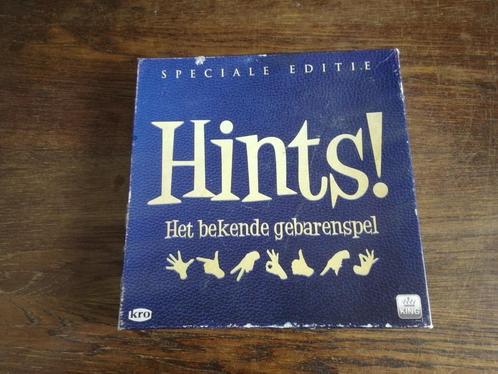 SPECIALE EDITIE
Hints!
Het bekende gebarenspel
kro
KING